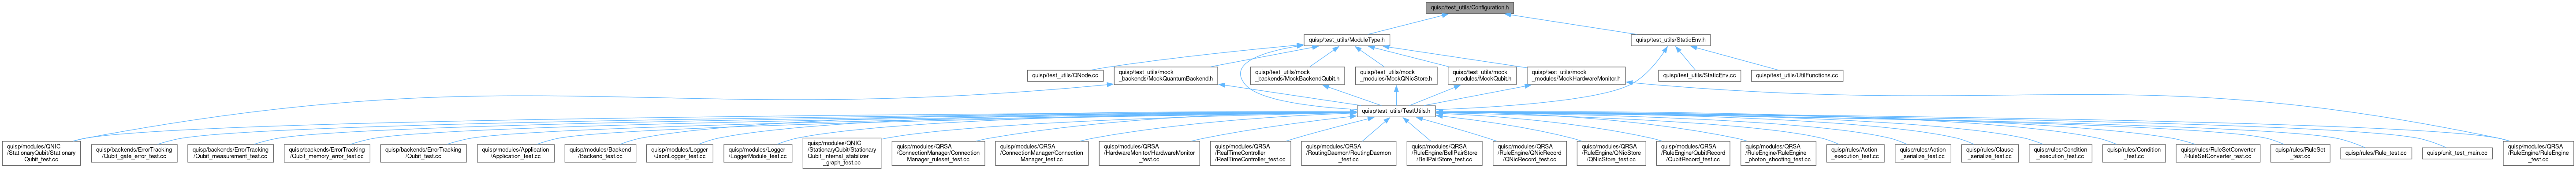 quisp/test_utils/Configuration.h
quisp/test_utils/ModuleType.h
quisp/test_utils/StaticEnv.h
quisp/test_utils/QNode.cc
quisp/test_utils/mock
_backends/MockQuantumBackend.h
quisp/test_utils/mock
_backends/MockBackendQubit.h
quisp/test_utils/mock
_modules/MockQNicStore.h
quisp/test_utils/mock
_modules/MockQubit.h
quisp/test_utils/mock
_modules/MockHardwareMonitor.h
quisp/test_utils/StaticEnv.cc
quisp/test_utils/UtilFunctions.cc
quisp/test_utils/TestUtils.h
quisp/modules/QNIC
/StationaryQubit/Stationary
Qubit_test.cc
quisp/backends/ErrorTracking
/Qubit_gate_error_test.cc
quisp/backends/ErrorTracking
/Qubit_measurement_test.cc
quisp/backends/ErrorTracking
/Qubit_memory_error_test.cc
quisp/backends/ErrorTracking
/Qubit_test.cc
quisp/modules/Application
/Application_test.cc
quisp/modules/Backend
/Backend_test.cc
quisp/modules/Logger
/JsonLogger_test.cc
quisp/modules/Logger
/LoggerModule_test.cc
quisp/modules/QNIC
/StationaryQubit/Stationary
Qubit_internal_stabilizer
_graph_test.cc
quisp/modules/QRSA
/ConnectionManager/Connection
Manager_ruleset_test.cc
quisp/modules/QRSA
/ConnectionManager/Connection
Manager_test.cc
quisp/modules/QRSA
/HardwareMonitor/HardwareMonitor
_test.cc
quisp/modules/QRSA
/RealTimeController
/RealTimeController_test.cc
quisp/modules/QRSA
/RoutingDaemon/RoutingDaemon
_test.cc
quisp/modules/QRSA
/RuleEngine/BellPairStore
/BellPairStore_test.cc
quisp/modules/QRSA
/RuleEngine/QNicRecord
/QNicRecord_test.cc
quisp/modules/QRSA
/RuleEngine/QNicStore
/QNicStore_test.cc
quisp/modules/QRSA
/RuleEngine/QubitRecord
/QubitRecord_test.cc
quisp/modules/QRSA
/RuleEngine/RuleEngine
_photon_shooting_test.cc
quisp/rules/Action
_execution_test.cc
quisp/rules/Action
_serialize_test.cc
quisp/rules/Clause
_serialize_test.cc
quisp/rules/Condition
_execution_test.cc
quisp/rules/Condition
_test.cc
quisp/rules/RuleSetConverter
/RuleSetConverter_test.cc
quisp/rules/RuleSet
_test.cc
quisp/rules/Rule_test.cc
quisp/unit_test_main.cc
quisp/modules/QRSA
/RuleEngine/RuleEngine
_test.cc